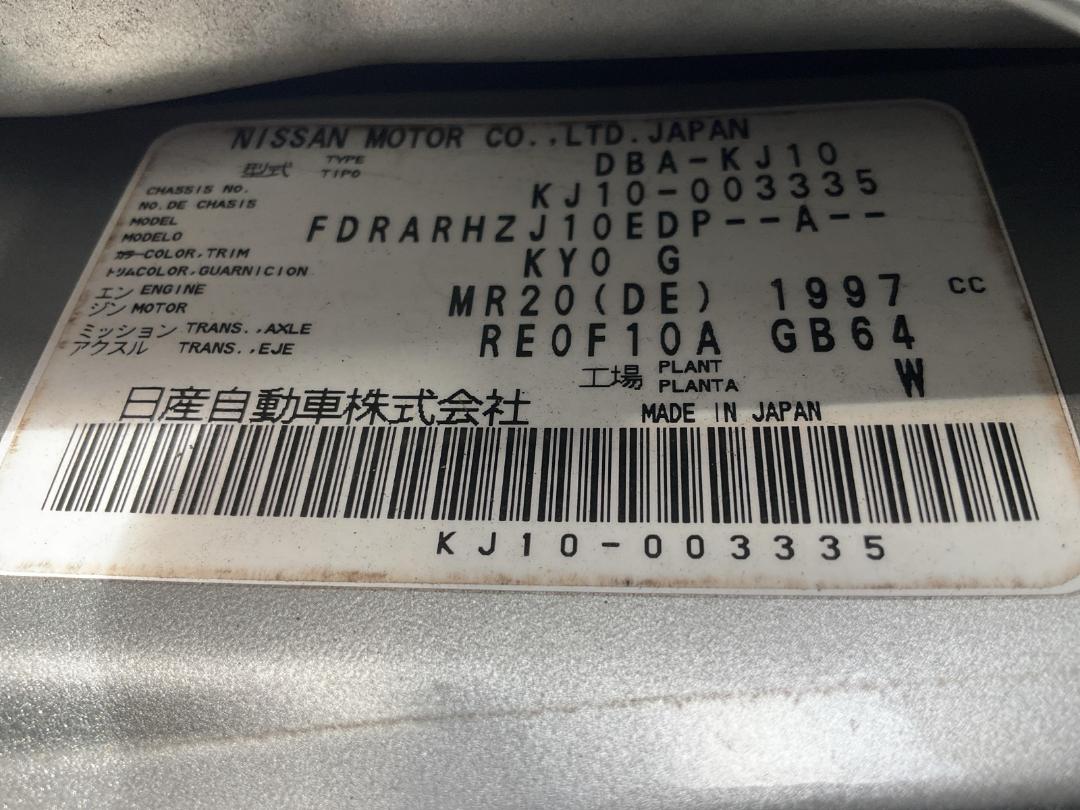 NISSAN MOTOR CO.,LTD.JAPAN
型式 TYPE TIPO DBA-KJ10
CHASSIS NO. NO.DE CHASIS KJ10-003335
MODEL MODELO FDRARHZJ10EDP--A--
カラー COLOR,TRIM トリム COLOR,GUARNICION KY0 G
エンジン ENGINE MOTOR MR20(DE) 1997 cc
ミッション TRANS.,AXLE アクスル TRANS.,EJE RE0F10A GB64
工場 PLANT PLANTA W
日産自動車株式会社 MADE IN JAPAN
KJ10-003335